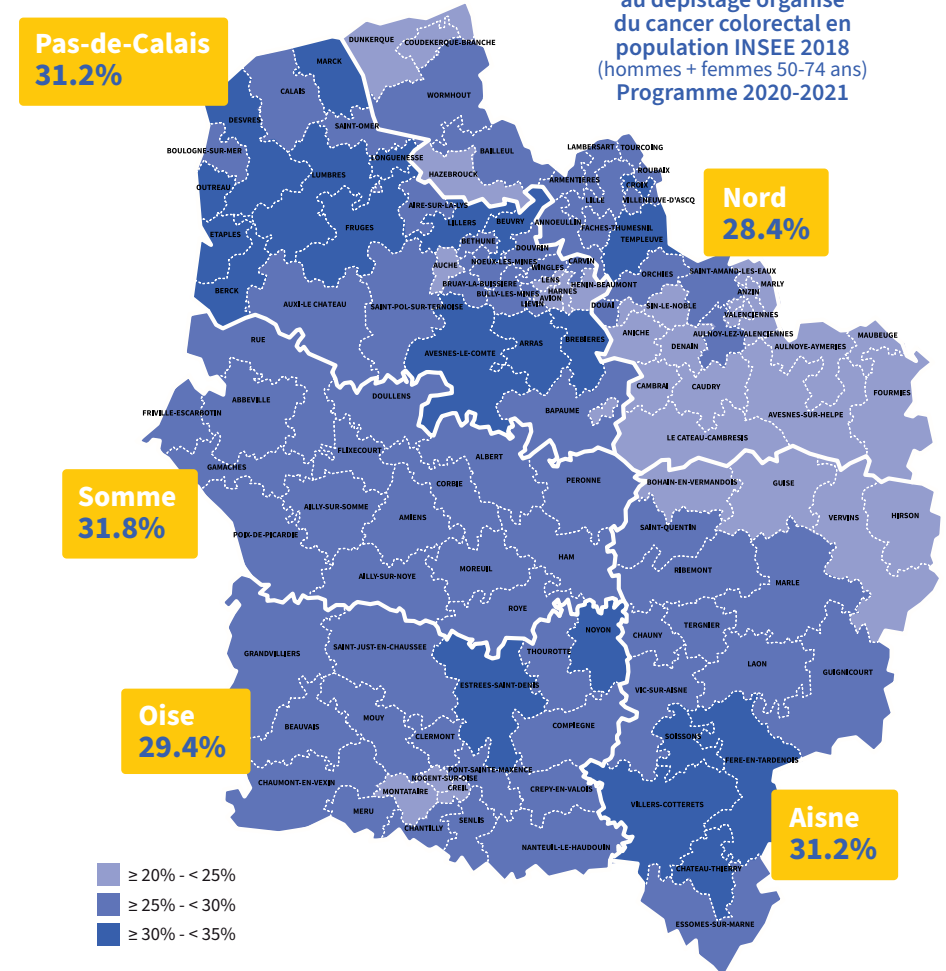 au dépistage organisé
du cancer colorectal en
population INSEE 2018
(hommes + femmes 50-74 ans)
Programme 2020-2021
Pas-de-Calais
31.2%
Nord
28.4%
Somme
31.8%
Oise
29.4%
Aisne
31.2%
DUNKERQUE
COUDEKERQUE-BRANCHE
MARCK
CALAIS
WORMHOUT
DESVRES
SAINT-OMER
BOULOGNE-SUR-MER
LONGUENESSE
BAILLEUL
LAMBERSART
TOURCOING
HAZEBROUCK
LUMBRES
ARMENTIERES
ROUBAIX
OUTREAU
CROIX
AIRE-SUR-LA-LYS
LILLE
VILLENEUVE-D'ASCQ
LILLERS
BEUVRY
ANNOEULLIN
FACHES-THUMESNIL
ETAPLES
FRUGES
BETHUNE
DOUVRIN
TEMPLEUVE
AUCHE
NOEUX-LES-MINES
WINGLES
CARVIN
ORCHIES
SAINT-AMAND-LES-EAUX
BRUAY-LA-BUISSIERE
LENS
HENIN-BEAUMONT
MARLY
BERCK
BULLY-LES-MINES
HARNES
ANZIN
AVION
LIEVIN
AUXI-LE CHATEAU
SAINT-POL-SUR-TERNOISE
DOUAI
SIN-LE-NOBLE
VALENCIENNES
ANICHE
AULNOY-LEZ-VALENCIENNES
MAUBEUGE
RUE
AVESNES-LE-COMTE
ARRAS
BREBIERES
DENAIN
AULNOYE-AYMERIES
CAMBRAI
CAUDRY
FOURMIES
ABBEVILLE
DOULLENS
FRIVILLE-ESCARBOTIN
BAPAUME
AVESNES-SUR-HELPE
LE CATEAU-CAMBRESIS
FLIXECOURT
ALBERT
GAMACHES
PERONNE
BOHAIN-EN-VERMANDOIS
GUISE
CORBIE
AILLY-SUR-SOMME
AMIENS
VERVINS
HIRSON
POIX-DE-PICARDIE
SAINT-QUENTIN
HAM
MOREUIL
RIBEMONT
AILLY-SUR-NOYE
MARLE
ROYE
NOYON
TERGNIER
CHAUNY
GRANDVILLIERS
SAINT-JUST-EN-CHAUSSEE
THOUROTTE
LAON
GUIGNICOURT
ESTREES-SAINT-DENIS
VIC-SUR-AISNE
MOUY
BEAUVAIS
CLERMONT
COMPIEGNE
SOISSONS
FERE-EN-TARDENOIS
PONT-SAINTE-MAXENCE
NOGENT-SUR-OISE
CHAUMONT-EN-VEXIN
CREIL
MONTATAIRE
CREPY-EN-VALOIS
VILLERS-COTTERETS
MERU
SENLIS
CHANTILLY
NANTEUIL-LE-HAUDOUIN
CHATEAU-THIERRY
ESSOMES-SUR-MARNE
≥ 20% - < 25%
≥ 25% - < 30%
≥ 30% - < 35%